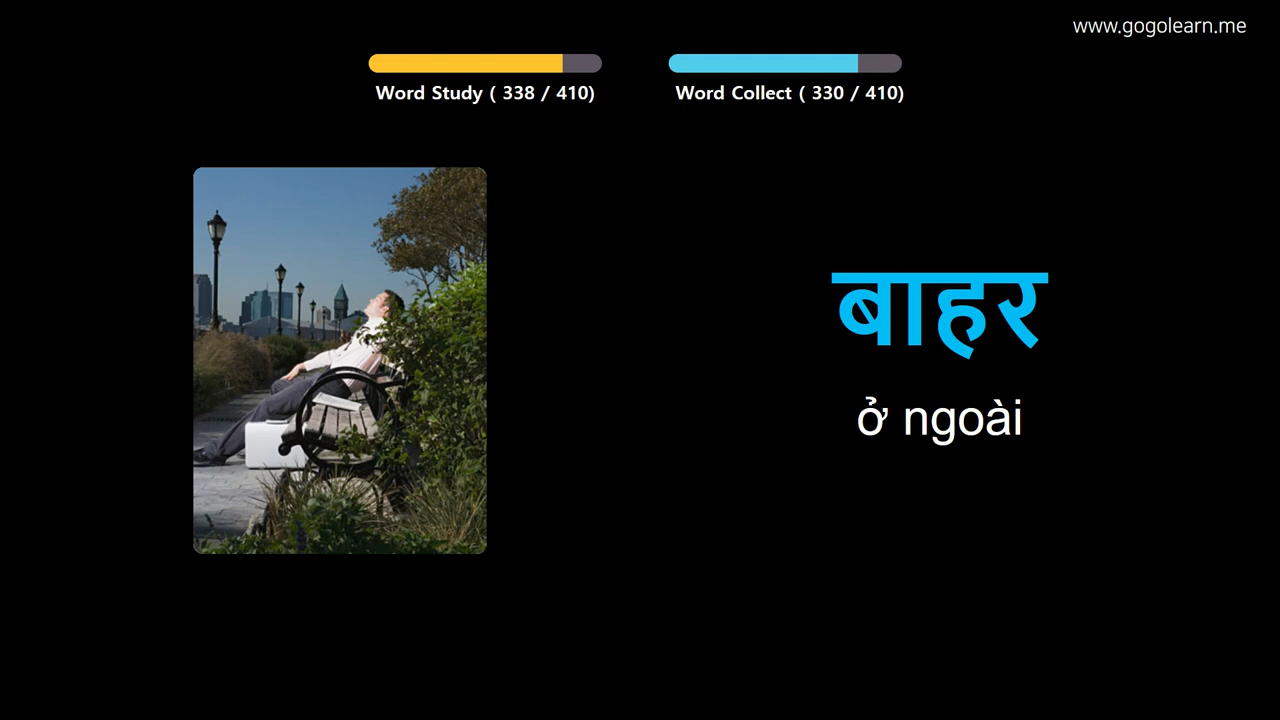 www.gogolearn.me
Word Study ( 338 / 410)
Word Collect ( 330 / 410)
बाहर
ở ngoài